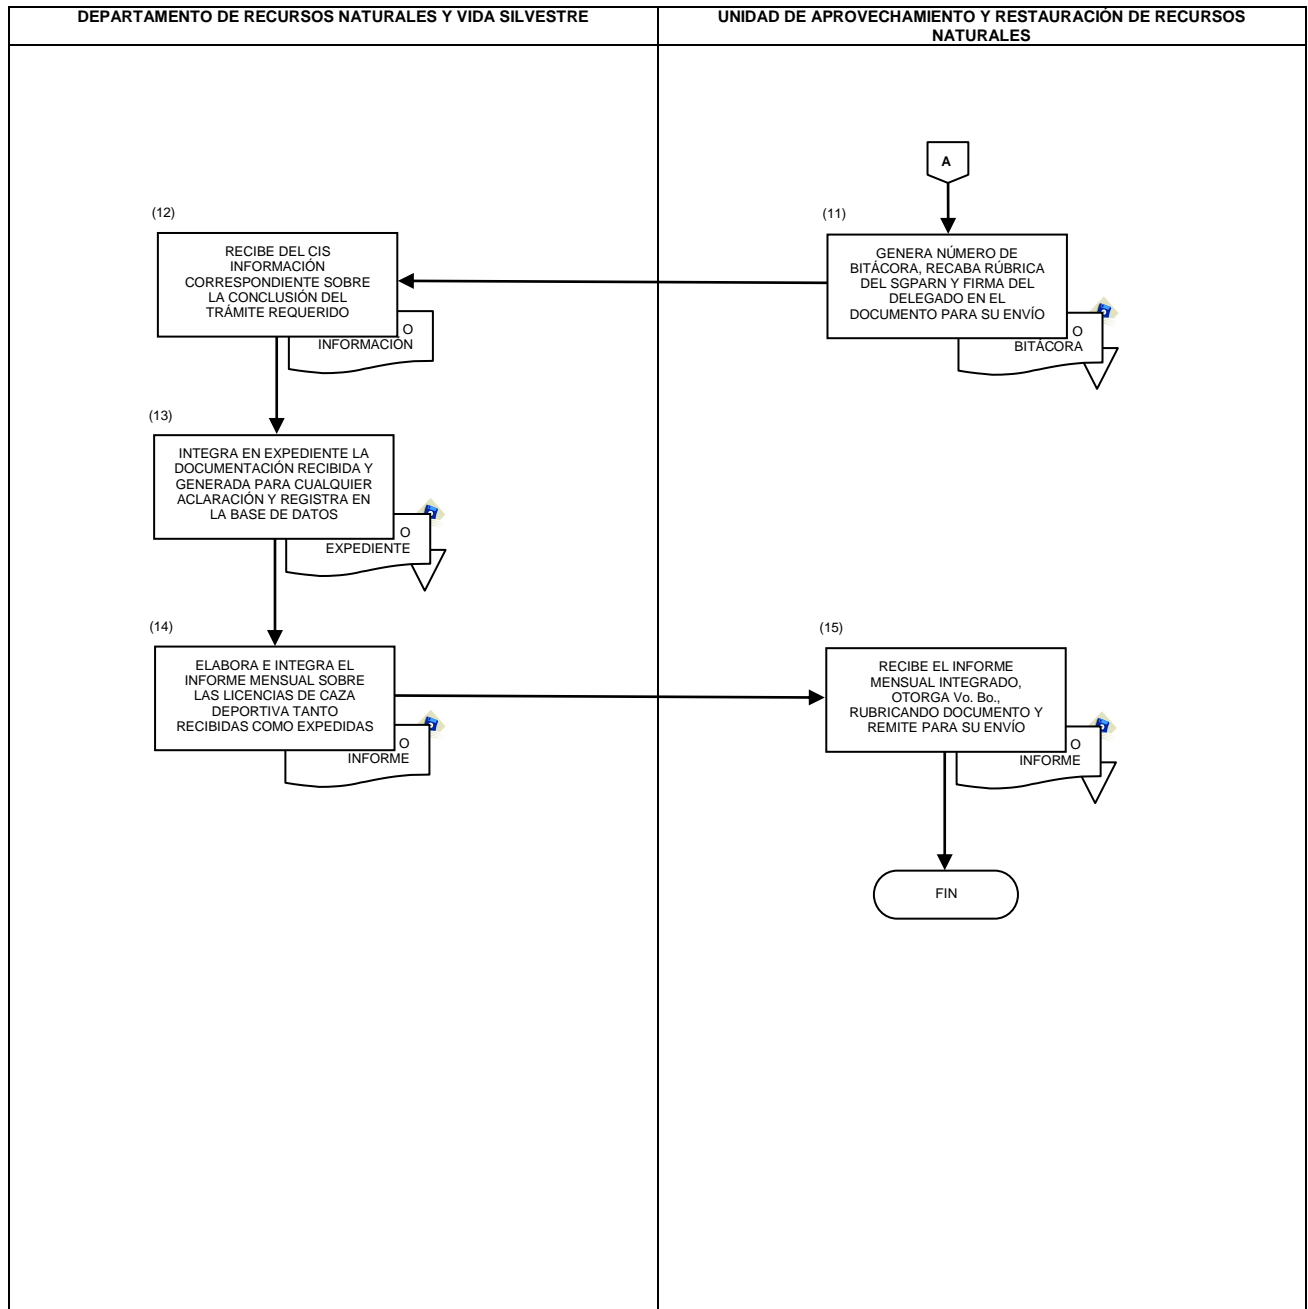 DEPARTAMENTO DE RECURSOS NATURALES Y VIDA SILVESTRE
UNIDAD DE APROVECHAMIENTO Y RESTAURACIÓN DE RECURSOS
NATURALES
A
(11)
GENERA NÚMERO DE
BITÁCORA, RECABA RÚBRICA
DEL SGPARN Y FIRMA DEL
DELEGADO EN EL
DOCUMENTO PARA SU ENVÍO
O
BITÁCORA
(12)
RECIBE DEL CIS
INFORMACIÓN
CORRESPONDIENTE SOBRE
LA CONCLUSIÓN DEL
TRÁMITE REQUERIDO
O
INFORMACIÓN
(13)
INTEGRA EN EXPEDIENTE LA
DOCUMENTACIÓN RECIBIDA Y
GENERADA PARA CUALQUIER
ACLARACIÓN Y REGISTRA EN
LA BASE DE DATOS
O
EXPEDIENTE
(14)
ELABORA E INTEGRA EL
INFORME MENSUAL SOBRE
LAS LICENCIAS DE CAZA
DEPORTIVA TANTO
RECIBIDAS COMO EXPEDIDAS
O
INFORME
(15)
RECIBE EL INFORME
MENSUAL INTEGRADO,
OTORGA Vo. Bo.,
RUBRICANDO DOCUMENTO Y
REMITE PARA SU ENVÍO
O
INFORME
FIN